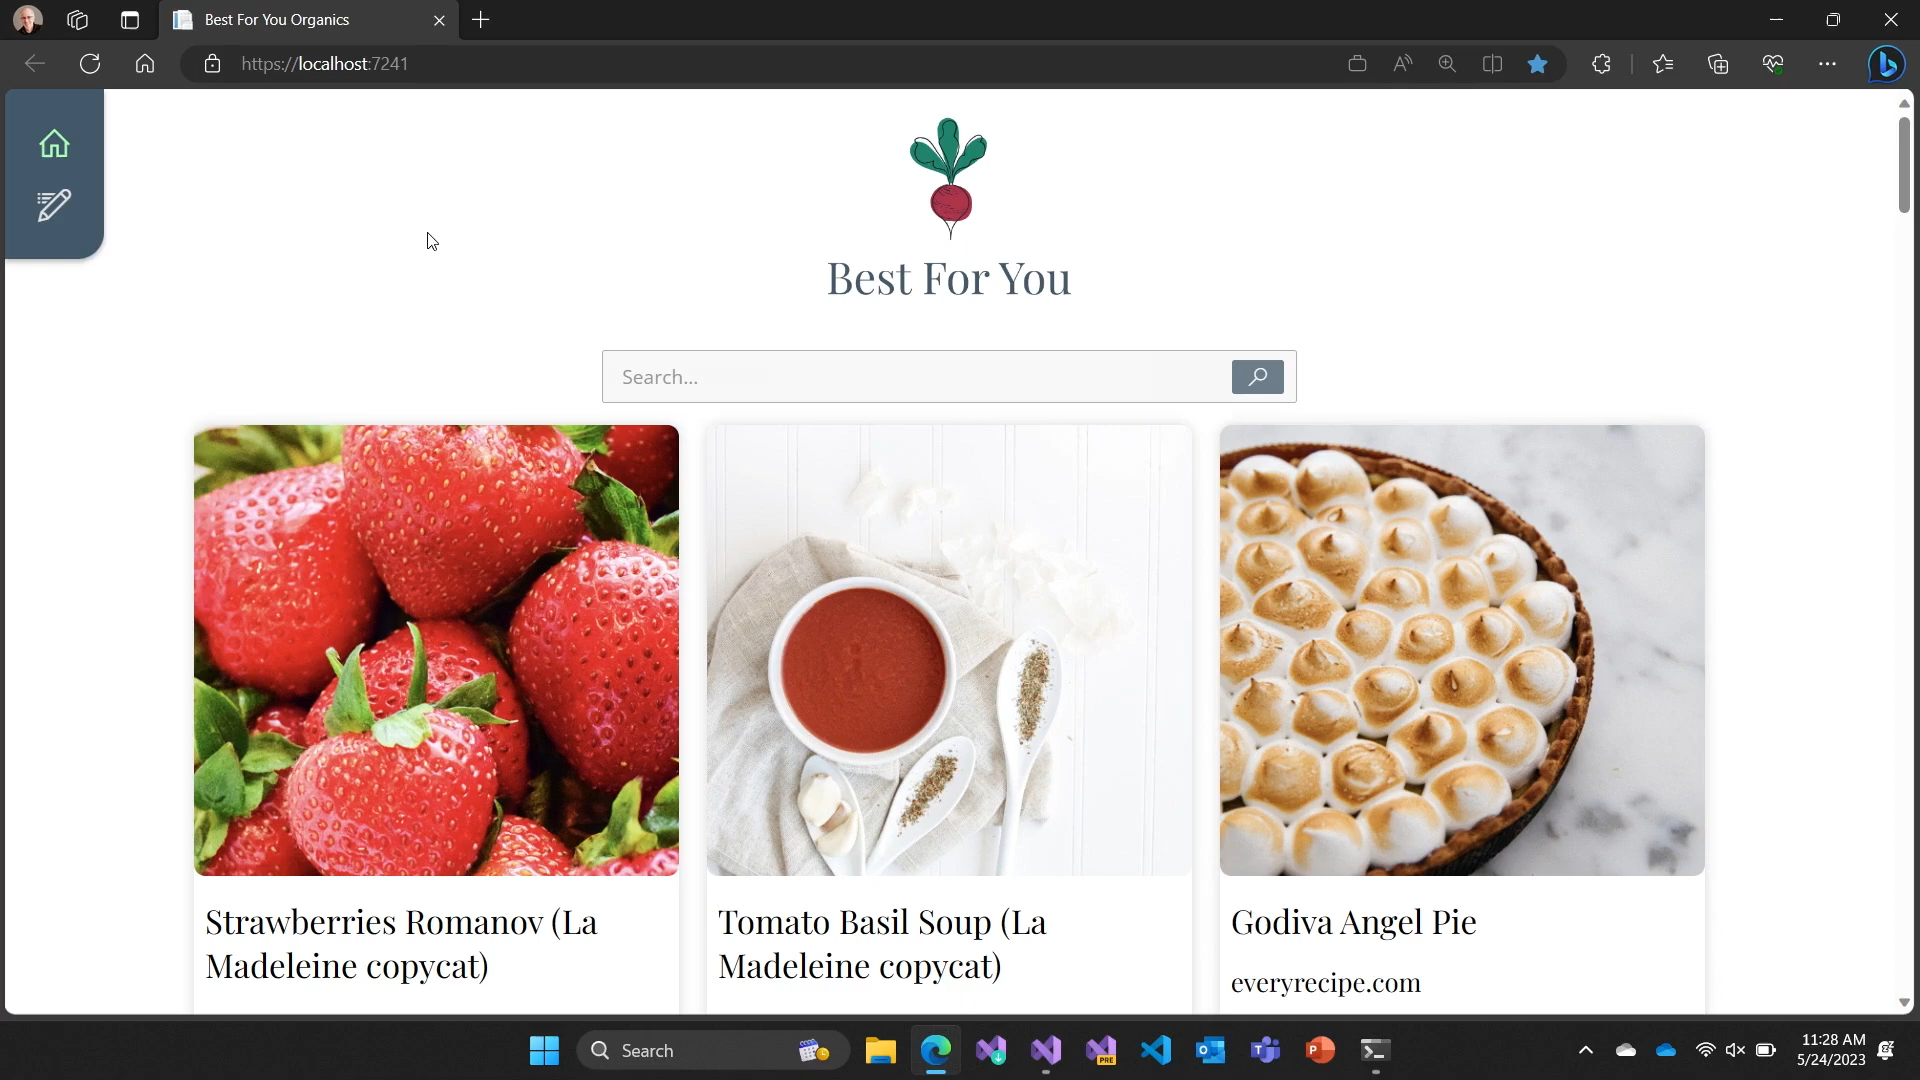 Best For You Organics
https://localhost:7241
Best For You
Search...
Strawberries Romanov (La
Madeleine copycat)
Tomato Basil Soup (La
Madeleine copycat)
Godiva Angel Pie
everyrecipe.com
Search
PRE
11:28 AM
5/24/2023